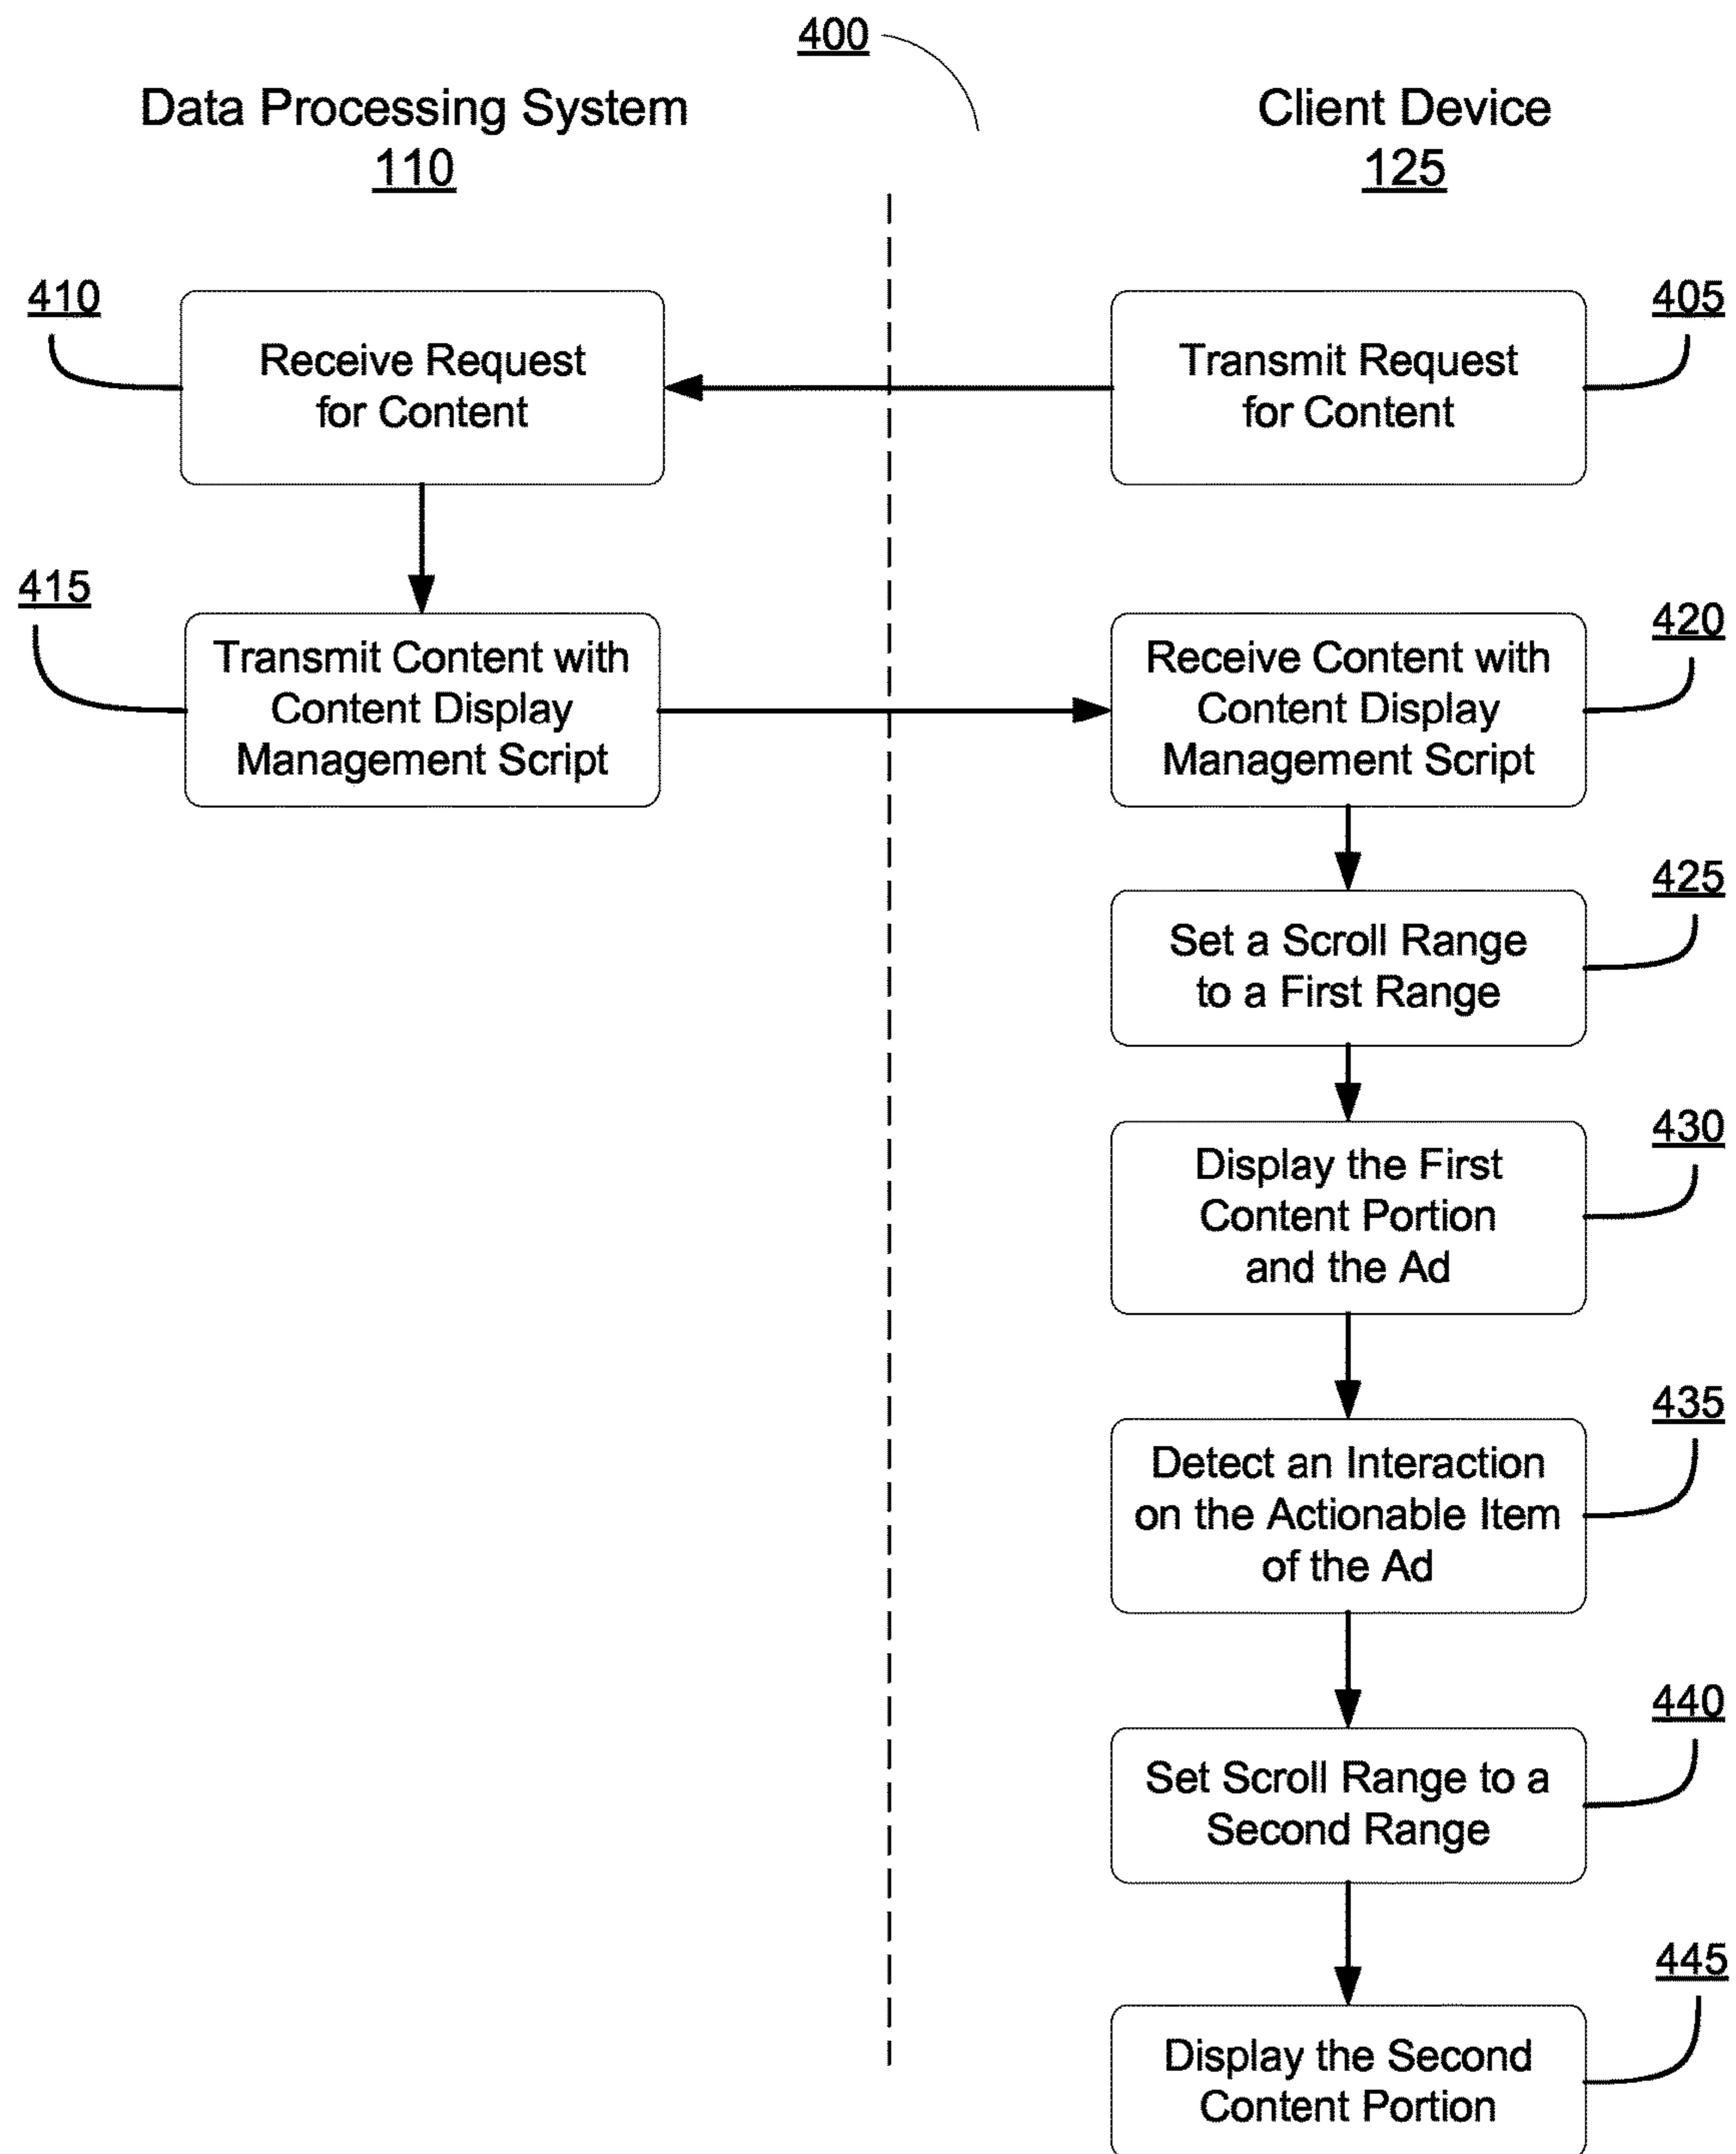 400
Data Processing System
110
Client Device
125
410
Receive Request
for Content
405
Transmit Request
for Content
415
Transmit Content with
Content Display
Management Script
420
Receive Content with
Content Display
Management Script
425
Set a Scroll Range
to a First Range
430
Display the First
Content Portion
and the Ad
435
Detect an Interaction
on the Actionable Item
of the Ad
440
Set Scroll Range to a
Second Range
445
Display the Second
Content Portion